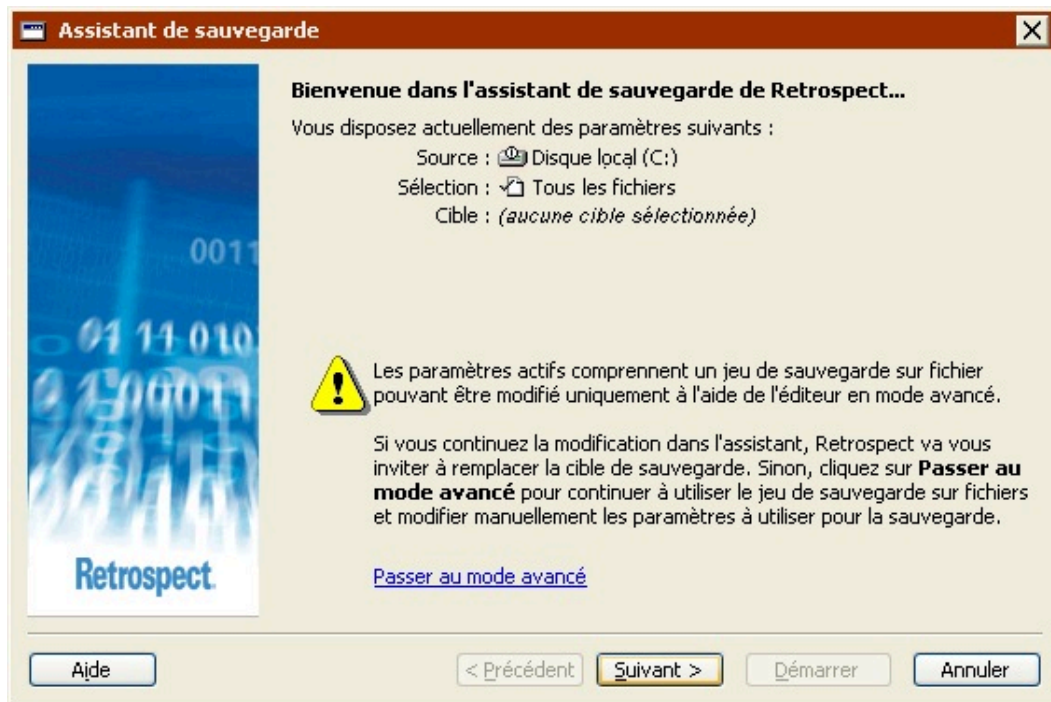 Assistant de sauvegarde
Bienvenue dans l'assistant de sauvegarde de Retrospect...
Vous disposez actuellement des paramètres suivants :
Source : Disque local (C:)
Sélection : Tous les fichiers
Cible : (aucune cible sélectionnée)
0011
01 11 010
Les paramètres actifs comprennent un jeu de sauvegarde sur fichier
pouvant être modifié uniquement à l'aide de l'éditeur en mode avancé.
Si vous continuez la modification dans l'assistant, Retrospect va vous
inviter à remplacer la cible de sauvegarde. Sinon, cliquez sur Passer au
mode avancé pour continuer à utiliser le jeu de sauvegarde sur fichiers
et modifier manuellement les paramètres à utiliser pour la sauvegarde.
Retrospect.
Passer au mode avancé
Aide
< Précédent
Suivant >
Démarrer
Annuler